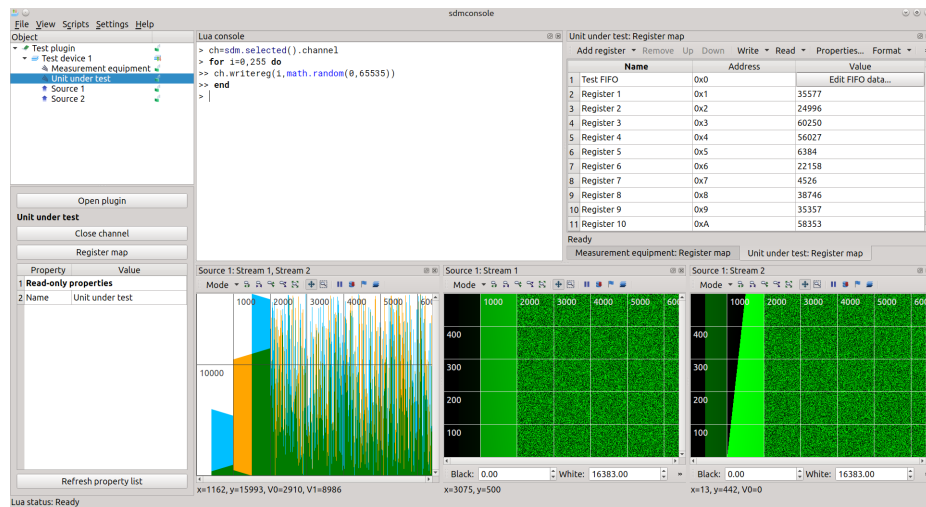 sdmconsole
File View Scripts Settings Help
Object
Test plugin
Test device 1
Measurement equipment
Unit under test
Source 1
Source 2
Open plugin
Unit under test
Close channel
Register map
Property Value
1 Read-only properties
2 Name Unit under test
Refresh property list
Lua status: Ready
Lua console
> ch=sdm.selected().channel
> for i=0,255 do
>> ch.writereg(i,math.random(0,65535))
>> end
>
Unit under test: Register map
Add register Remove Up Down Write Read Properties... Format
Name Address Value
1 Test FIFO 0x0 Edit FIFO data...
2 Register 1 0x1 35577
3 Register 2 0x2 24996
4 Register 3 0x3 60250
5 Register 4 0x4 56027
6 Register 5 0x5 6384
7 Register 6 0x6 22158
8 Register 7 0x7 4526
9 Register 8 0x8 38746
10 Register 9 0x9 35357
11 Register 10 0xA 58353
Ready
Measurement equipment: Register map Unit under test: Register map
Source 1: Stream 1, Stream 2
Mode
1000 2000 3000 4000 5000
10000
x=1162, y=15993, V0=2910, V1=8986
Source 1: Stream 1
Mode
1000 2000 3000 4000 5000
400
300
200
100
Black: 0.00 White: 16383.00 »
x=3075, y=500
Source 1: Stream 2
Mode
1000 2000 3000 4000 5000
400
300
200
100
Black: 0.00 White: 16383.00
x=13, y=442, V0=0